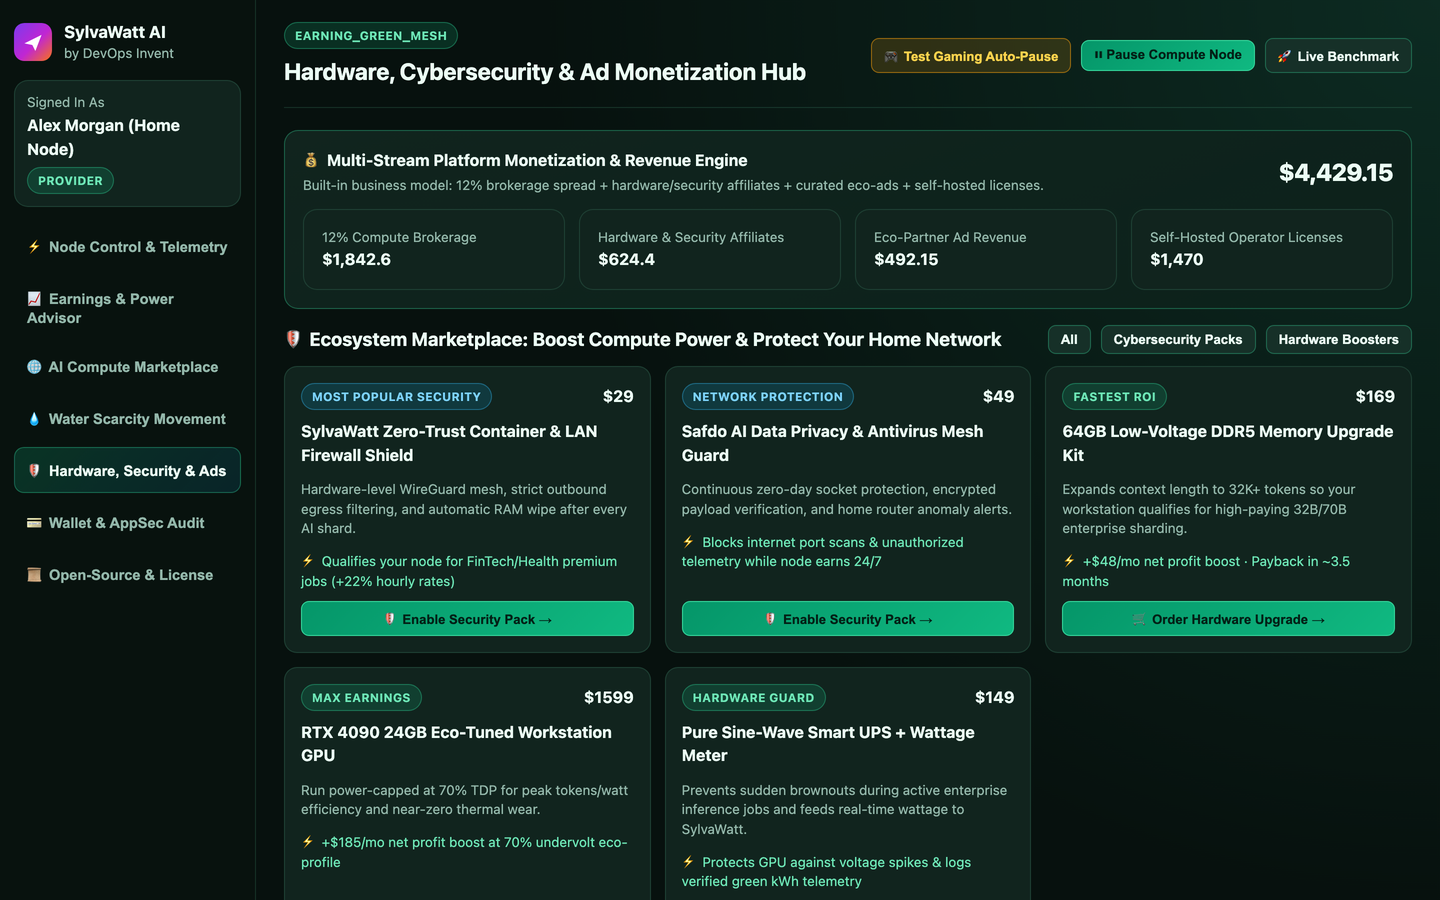 SylvaWatt AI
by DevOps Invent
Signed In As
Alex Morgan (Home
Node)
PROVIDER
Node Control & Telemetry
Earnings & Power
Advisor
AI Compute Marketplace
Water Scarcity Movement
Hardware, Security & Ads
Wallet & AppSec Audit
Open-Source & License
EARNING_GREEN_MESH
Hardware, Cybersecurity & Ad Monetization Hub
Test Gaming Auto-Pause
Pause Compute Node
Live Benchmark
Multi-Stream Platform Monetization & Revenue Engine
Built-in business model: 12% brokerage spread + hardware/security affiliates + curated eco-ads + self-hosted licenses.
$4,429.15
12% Compute Brokerage
$1,842.6
Hardware & Security Affiliates
$624.4
Eco-Partner Ad Revenue
$492.15
Self-Hosted Operator Licenses
$1,470
Ecosystem Marketplace: Boost Compute Power & Protect Your Home Network
All
Cybersecurity Packs
Hardware Boosters
MOST POPULAR SECURITY
$29
SylvaWatt Zero-Trust Container & LAN
Firewall Shield
Hardware-level WireGuard mesh, strict outbound
egress filtering, and automatic RAM wipe after every
AI shard.
⚡ Qualifies your node for FinTech/Health premium
jobs (+22% hourly rates)
Enable Security Pack →
NETWORK PROTECTION
$49
Safdo AI Data Privacy & Antivirus Mesh
Guard
Continuous zero-day socket protection, encrypted
payload verification, and home router anomaly alerts.
⚡ Blocks internet port scans & unauthorized
telemetry while node earns 24/7
Enable Security Pack →
FASTEST ROI
$169
64GB Low-Voltage DDR5 Memory Upgrade
Kit
Expands context length to 32K+ tokens so your
workstation qualifies for high-paying 32B/70B
enterprise sharding.
⚡ +$48/mo net profit boost · Payback in ~3.5
months
Order Hardware Upgrade →
MAX EARNINGS
$1599
RTX 4090 24GB Eco-Tuned Workstation
GPU
Run power-capped at 70% TDP for peak tokens/watt
efficiency and near-zero thermal wear.
⚡ +$185/mo net profit boost at 70% undervolt eco-
profile
HARDWARE GUARD
$149
Pure Sine-Wave Smart UPS + Wattage
Meter
Prevents sudden brownouts during active enterprise
inference jobs and feeds real-time wattage to
SylvaWatt.
⚡ Protects GPU against voltage spikes & logs
verified green kWh telemetry